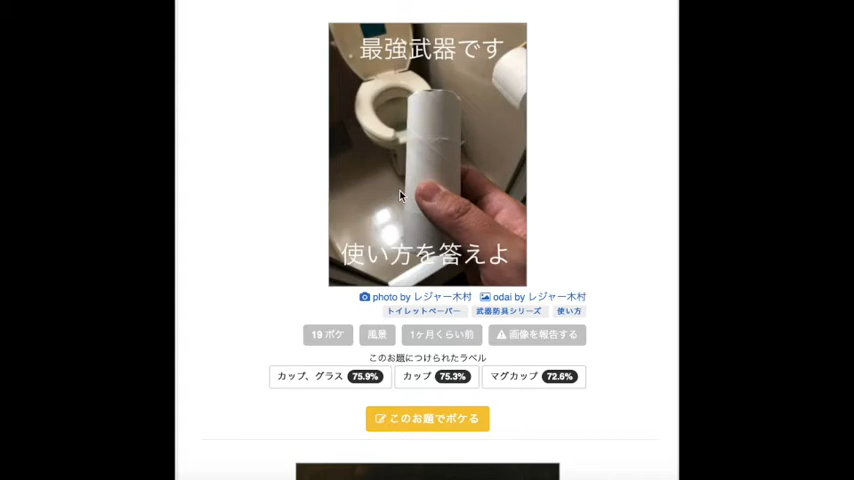 最強武器です
使い方を答えよ
photo by レジャー木村 odai by レジャー木村
トイレットペーパー 武器防具シリーズ 使い方
19 ボケ 風景 1ヶ月くらい前 画像を報告する
このお題につけられたラベル
カップ、グラス 75.9% カップ 75.3% マグカップ 72.6%
このお題でボケる